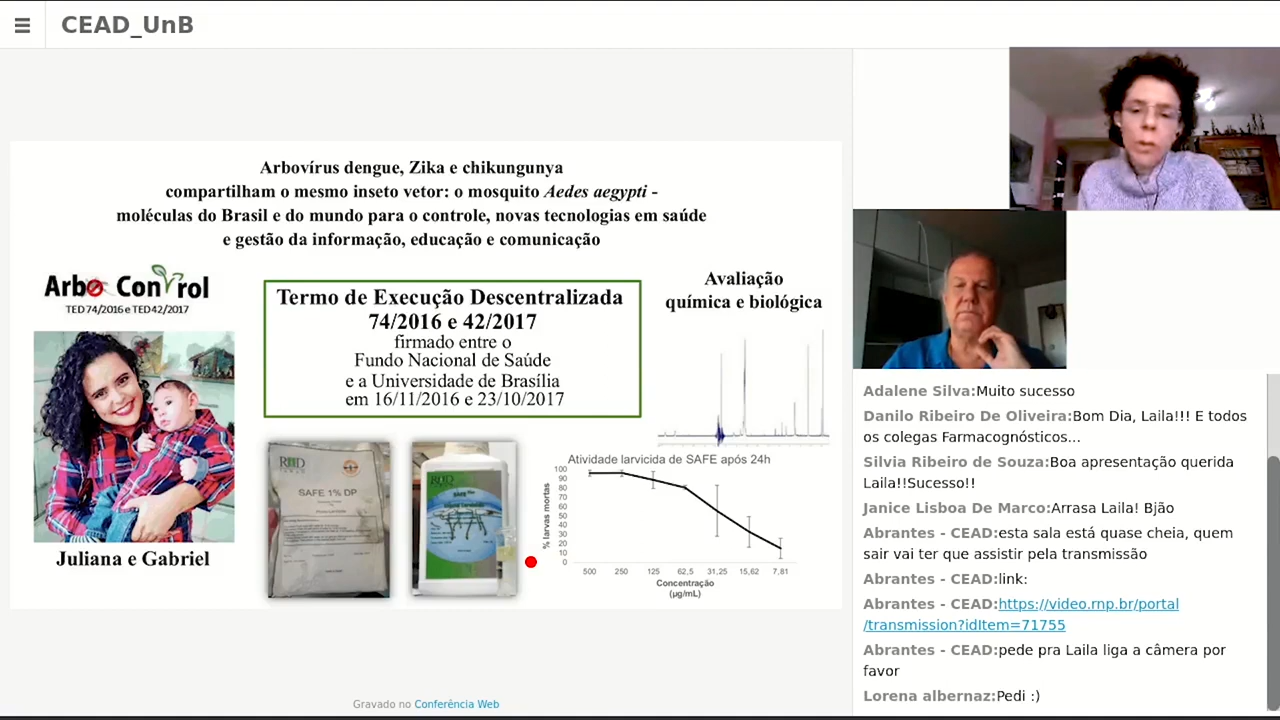 CEAD_UnB
Arbovírus dengue, Zika e chikungunya
compartilham o mesmo inseto vetor: o mosquito Aedes aegypti -
moléculas do Brasil e do mundo para o controle, novas tecnologias em saúde
e gestão da informação, educação e comunicação
Arbo Control
TED 74/2016 e TED 42/2017
Juliana e Gabriel
Termo de Execução Descentralizada
74/2016 e 42/2017
firmado entre o
Fundo Nacional de Saúde
e a Universidade de Brasília
em 16/11/2016 e 23/10/2017
SAFE 1% DP
Avaliação
química e biológica
Atividade larvicida de SAFE após 24h
% larvas mortas
100
90
80
70
60
50
40
30
20
10
0
500 250 125 62,5 31,25 15,62 7,81
Concentração
(µg/mL)
Gravado no Conferência Web
Adalene Silva:Muito sucesso
Danilo Ribeiro De Oliveira:Bom Dia, Laila!!! E todos
os colegas Farmacognósticos...
Silvia Ribeiro de Souza:Boa apresentação querida
Laila!!Sucesso!!
Janice Lisboa De Marco:Arrasa Laila! Bjão
Abrantes - CEAD:esta sala está quase cheia, quem
sair vai ter que assistir pela transmissão
Abrantes - CEAD:link:
Abrantes - CEAD:https://video.rnp.br/portal
/transmission?idItem=71755
Abrantes - CEAD:pede pra Laila liga a câmera por
favor
Lorena albernaz:Pedi :)